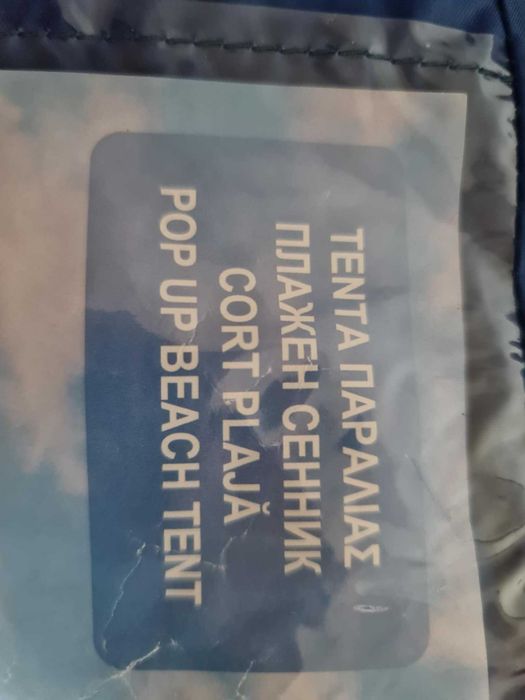 ΤΕΝΤΑ ΠΑΡΑΛΙΑΣ
ПЛАЖЕН СЕННИК
CORT PLAJĂ
POP UP BEACH TENT